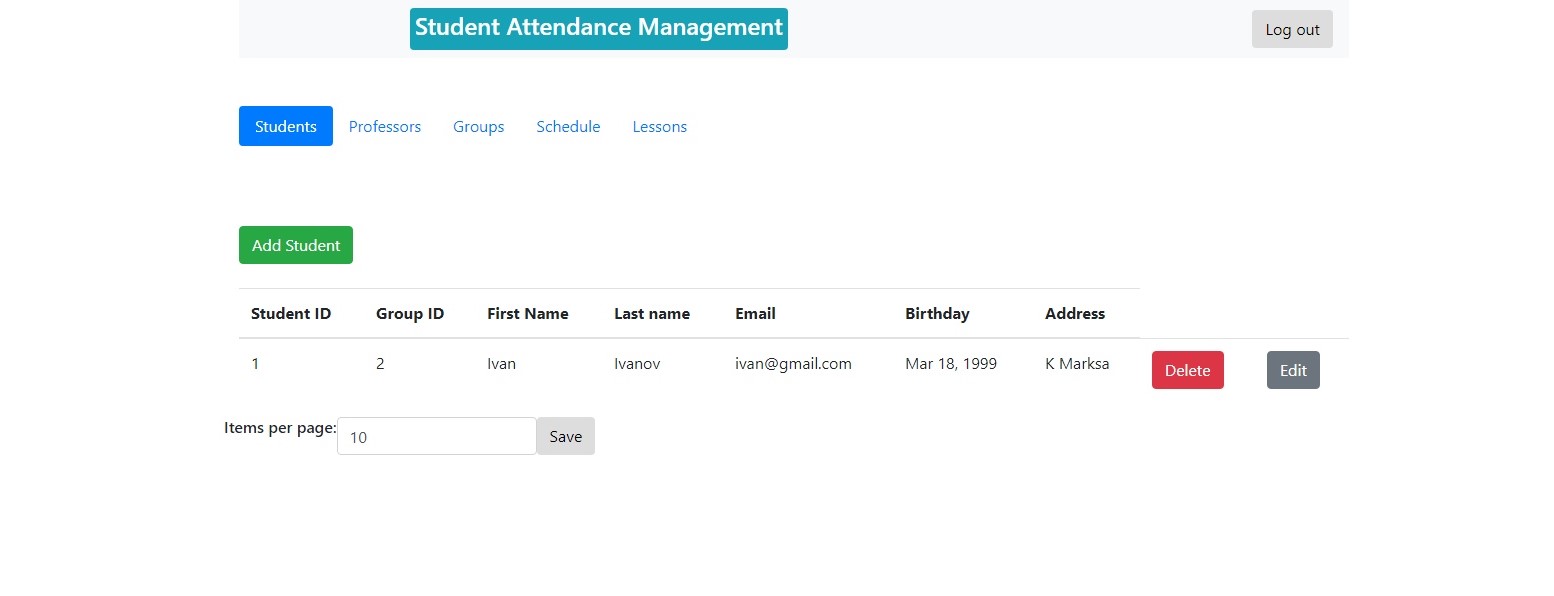 Student Attendance Management
Log out
Students Professors Groups Schedule Lessons
Add Student
Student ID Group ID First Name Last name Email Birthday Address
1 2 Ivan Ivanov ivan@gmail.com Mar 18, 1999 K Marksa Delete Edit
Items per page: 10 Save